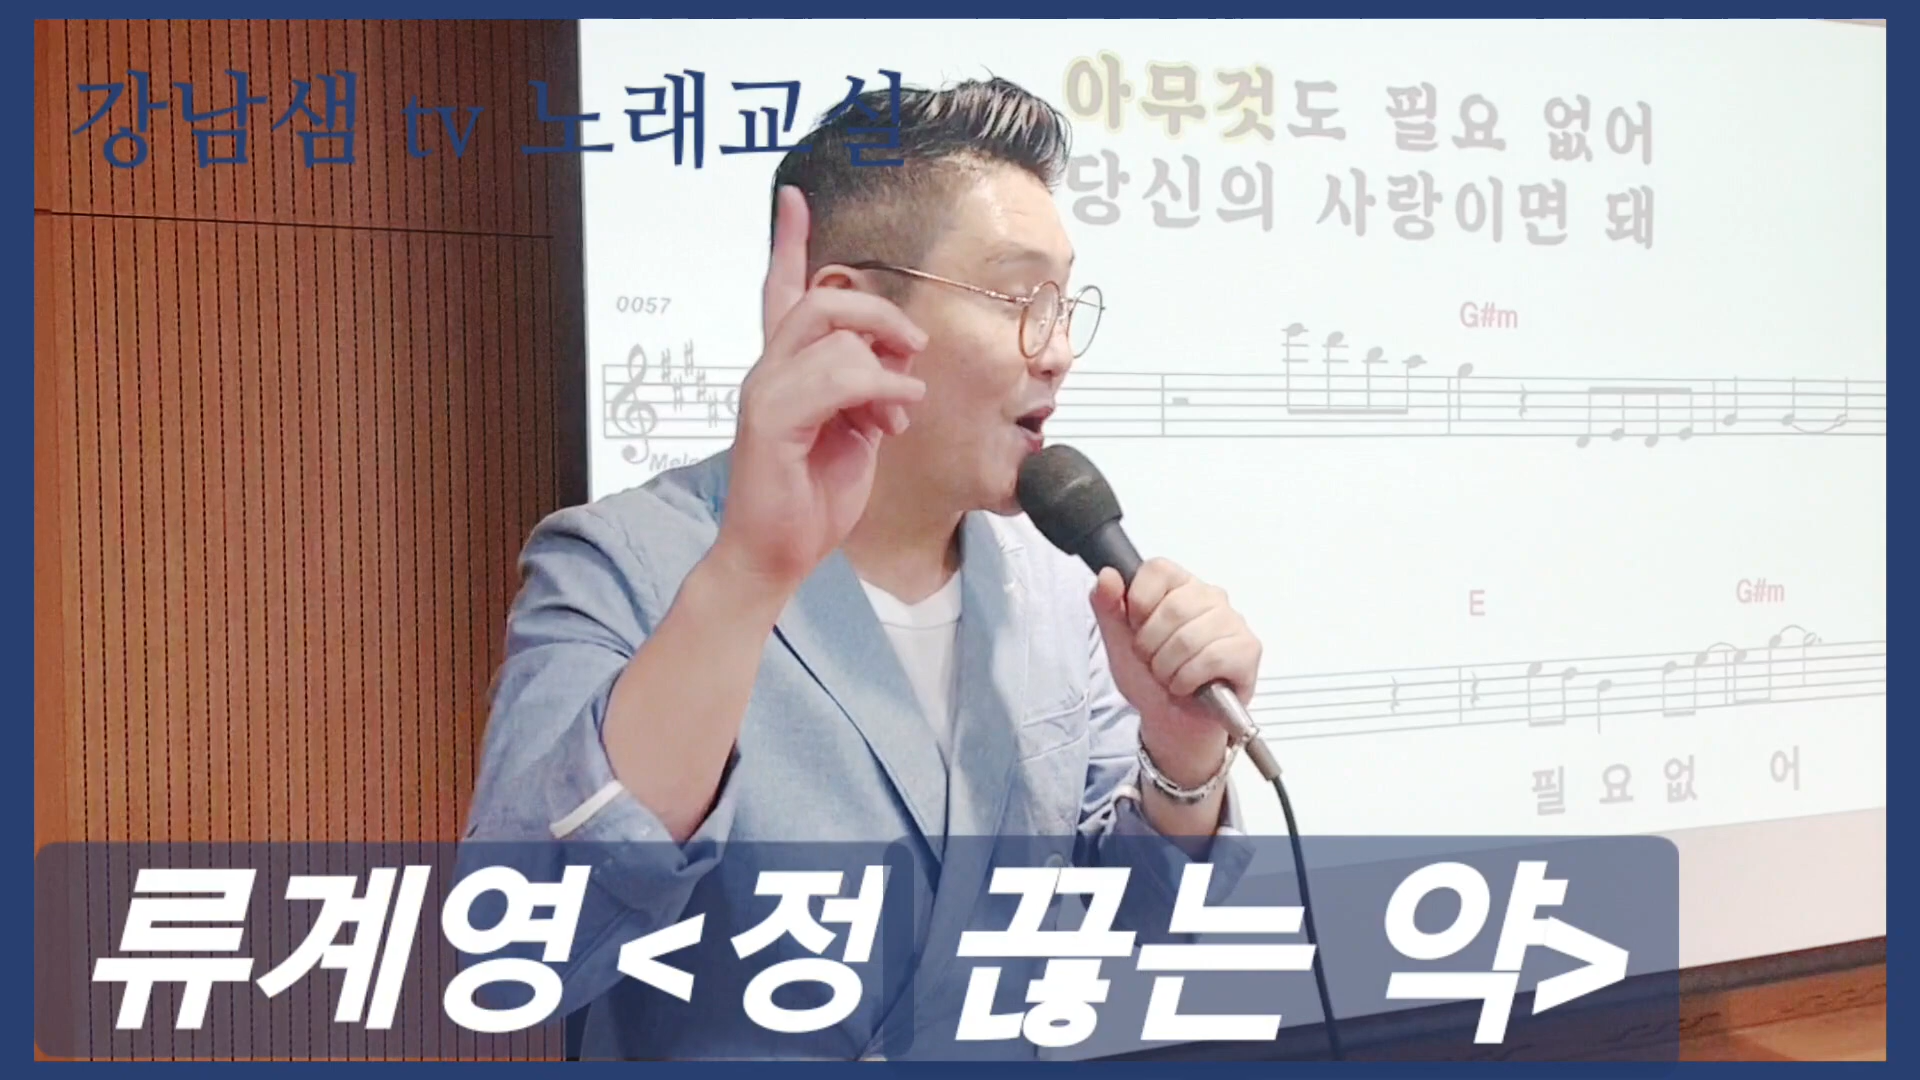 강남샘 tv 노래교실
아무것도 필요 없어
당신의 사랑이면 돼
0057
G#m
E
G#m
필 요 없 어
류계영<정 끊는 약>